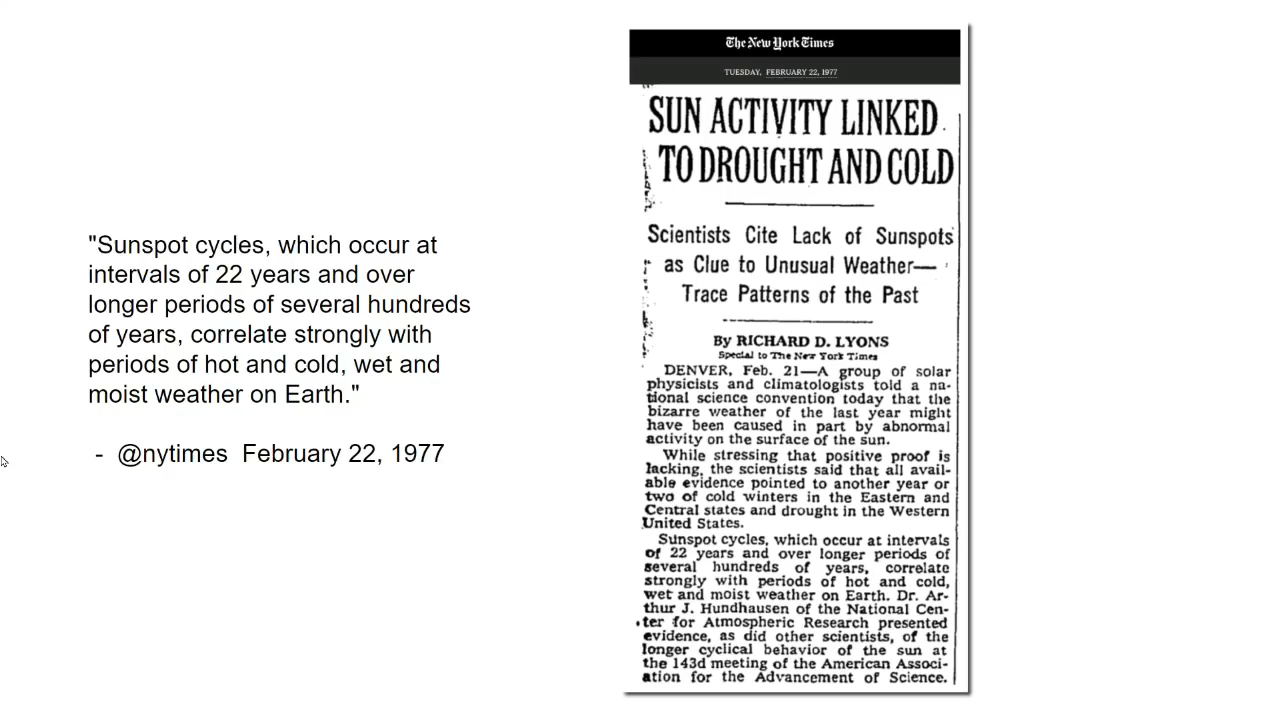 "Sunspot cycles, which occur at
intervals of 22 years and over
longer periods of several hundreds
of years, correlate strongly with
periods of hot and cold, wet and
moist weather on Earth."
- @nytimes February 22, 1977
The New York Times
TUESDAY, FEBRUARY 22, 1977
SUN ACTIVITY LINKED
TO DROUGHT AND COLD
Scientists Cite Lack of Sunspots
as Clue to Unusual Weather—
Trace Patterns of the Past
By RICHARD D. LYONS
Special to The New York Times
DENVER, Feb. 21—A group of solar
physicists and climatologists told a na-
tional science convention today that the
bizarre weather of the last year might
have been caused in part by abnormal
activity on the surface of the sun.
While stressing that positive proof is
lacking, the scientists said that all avail-
able evidence pointed to another year or
two of cold winters in the Eastern and
Central states and drought in the Western
United States.
Sunspot cycles, which occur at intervals
of 22 years and over longer periods of
several hundreds of years, correlate
strongly with periods of hot and cold,
wet and moist weather on Earth. Dr. Ar-
thur J. Hundhausen of the National Cen-
ter for Atmospheric Research presented
evidence, as did other scientists, of the
longer cyclical behavior of the sun at
the 143d meeting of the American Associ-
ation for the Advancement of Science.